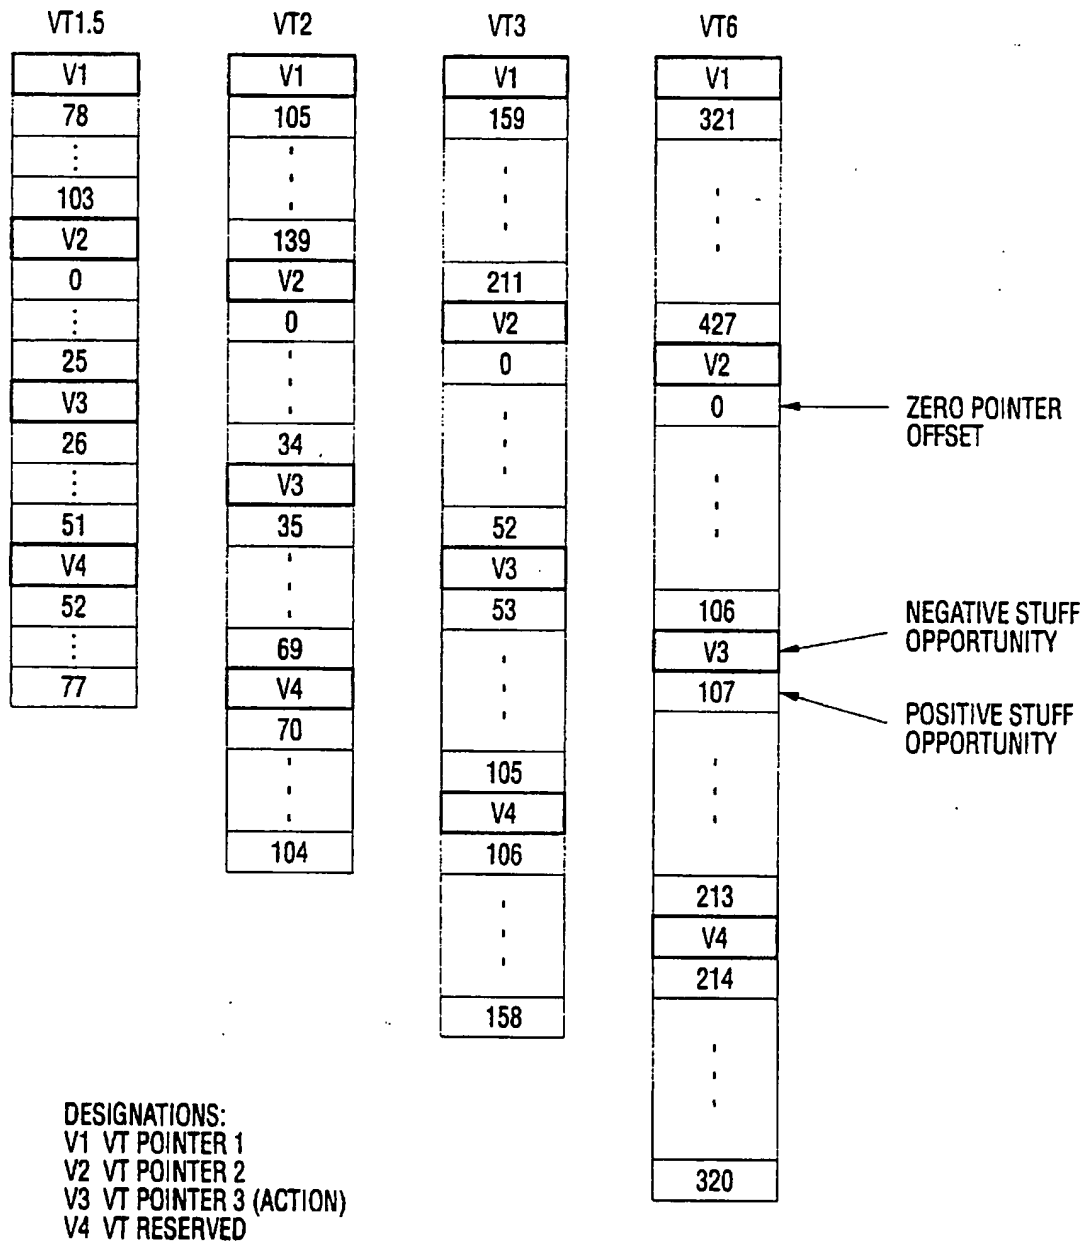 VT1.5
V1
78
103
V2
0
25
V3
26
51
V4
52
77
VT2
V1
105
139
V2
0
34
V3
35
69
V4
70
104
VT3
V1
159
211
V2
0
52
V3
53
105
V4
106
158
VT6
V1
321
427
V2
0
106
V3
107
213
V4
214
320
ZERO POINTER
OFFSET
NEGATIVE STUFF
OPPORTUNITY
POSITIVE STUFF
OPPORTUNITY
DESIGNATIONS:
V1 VT POINTER 1
V2 VT POINTER 2
V3 VT POINTER 3 (ACTION)
V4 VT RESERVED